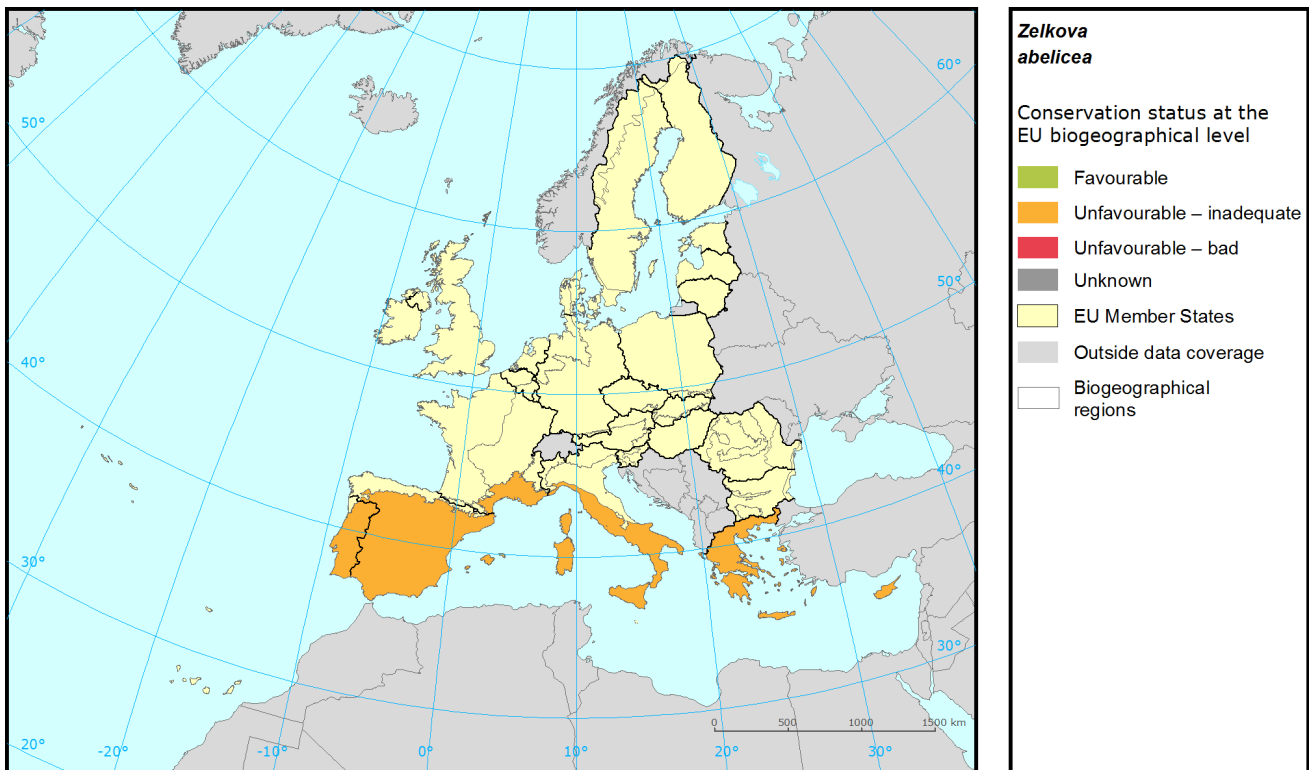 60°
50°
50°
40°
40°
30°
30°
20°
-20°
-10°
0°
10°
20°
30°
0
500
1000
1500 km
Zelkova
abelicea
Conservation status at the
EU biogeographical level
Favourable
Unfavourable – inadequate
Unfavourable – bad
Unknown
EU Member States
Outside data coverage
Biogeographical
regions